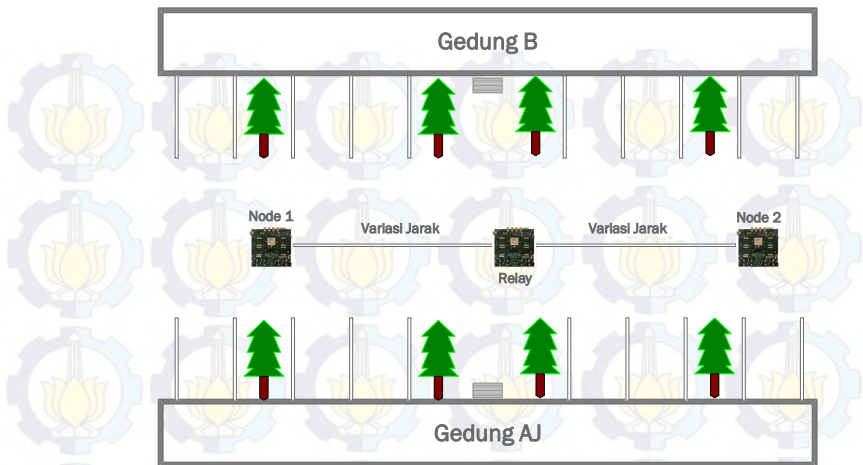 Gedung B
Node 1
Variasi Jarak
Variasi Jarak
Node 2
Relay
Gedung AJ